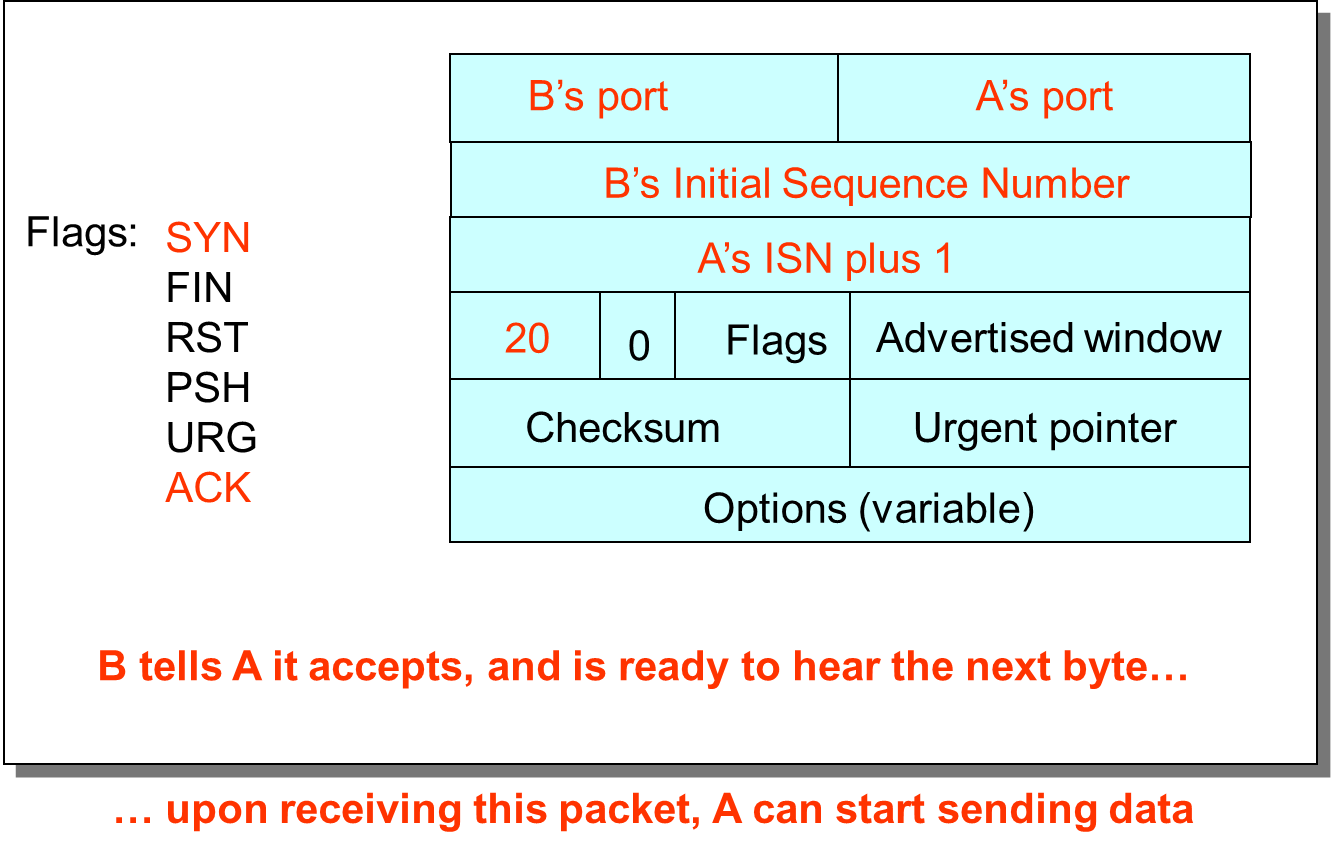 B’s port
A’s port
B’s Initial Sequence Number
Flags:
SYN
A’s ISN plus 1
FIN
RST
20
0
Flags
Advertised window
PSH
URG
Checksum
Urgent pointer
ACK
Options (variable)
B tells A it accepts, and is ready to hear the next byte…
… upon receiving this packet, A can start sending data